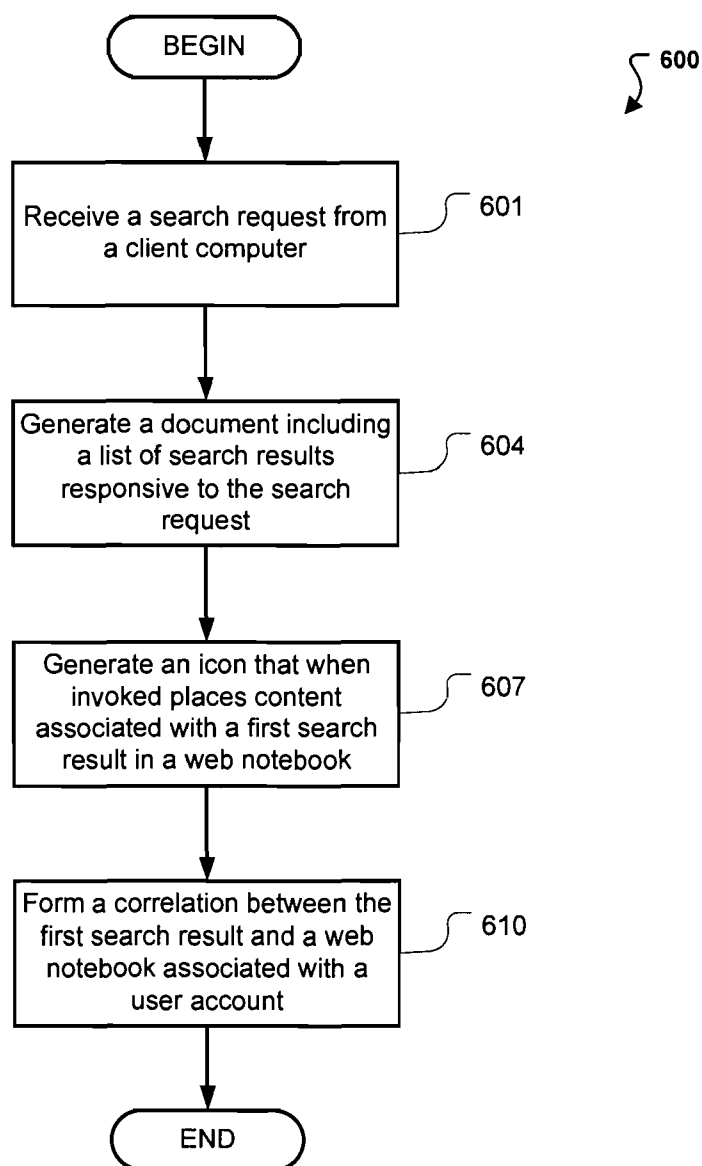 BEGIN
600
Receive a search request from
a client computer
601
Generate a document including
a list of search results
responsive to the search
request
604
Generate an icon that when
invoked places content
associated with a first search
result in a web notebook
607
Form a correlation between the
first search result and a web
notebook associated with a
user account
610
END